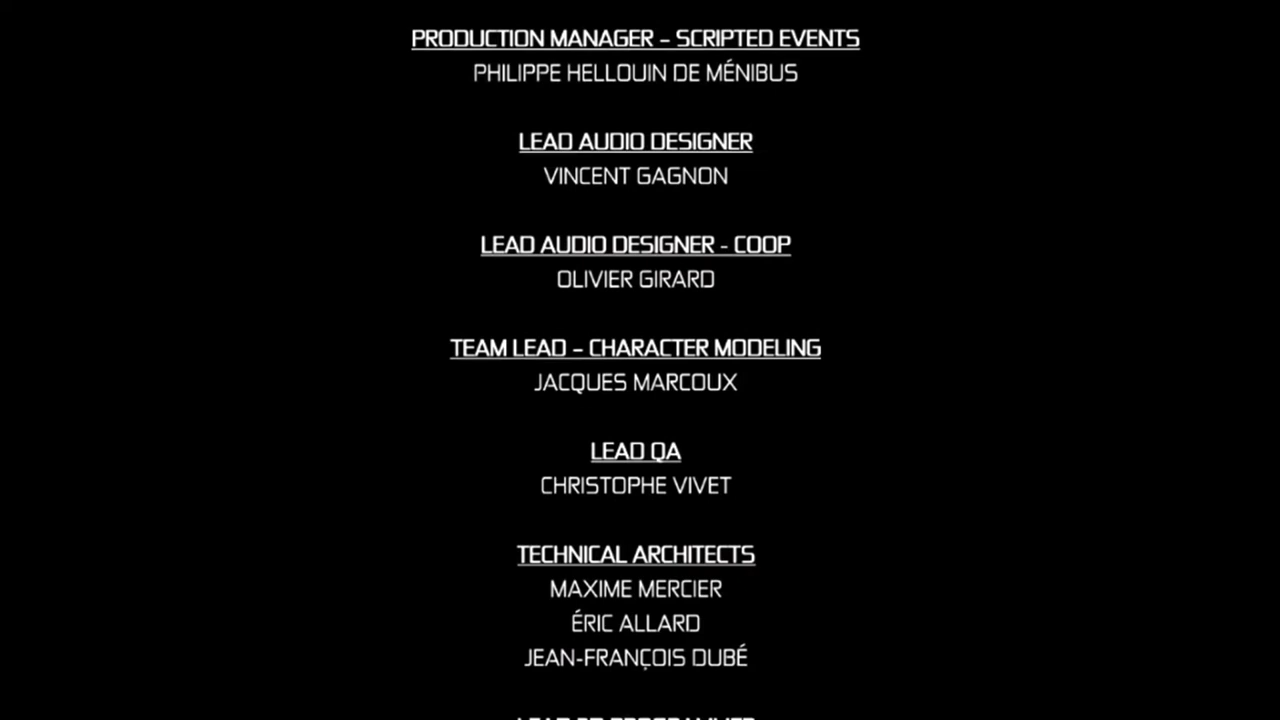 PRODUCTION MANAGER – SCRIPTED EVENTS
PHILIPPE HELLOUIN DE MÉNIBUS
LEAD AUDIO DESIGNER
VINCENT GAGNON
LEAD AUDIO DESIGNER - COOP
OLIVIER GIRARD
TEAM LEAD – CHARACTER MODELING
JACQUES MARCOUX
LEAD QA
CHRISTOPHE VIVET
TECHNICAL ARCHITECTS
MAXIME MERCIER
ÉRIC ALLARD
JEAN-FRANÇOIS DUBÉ